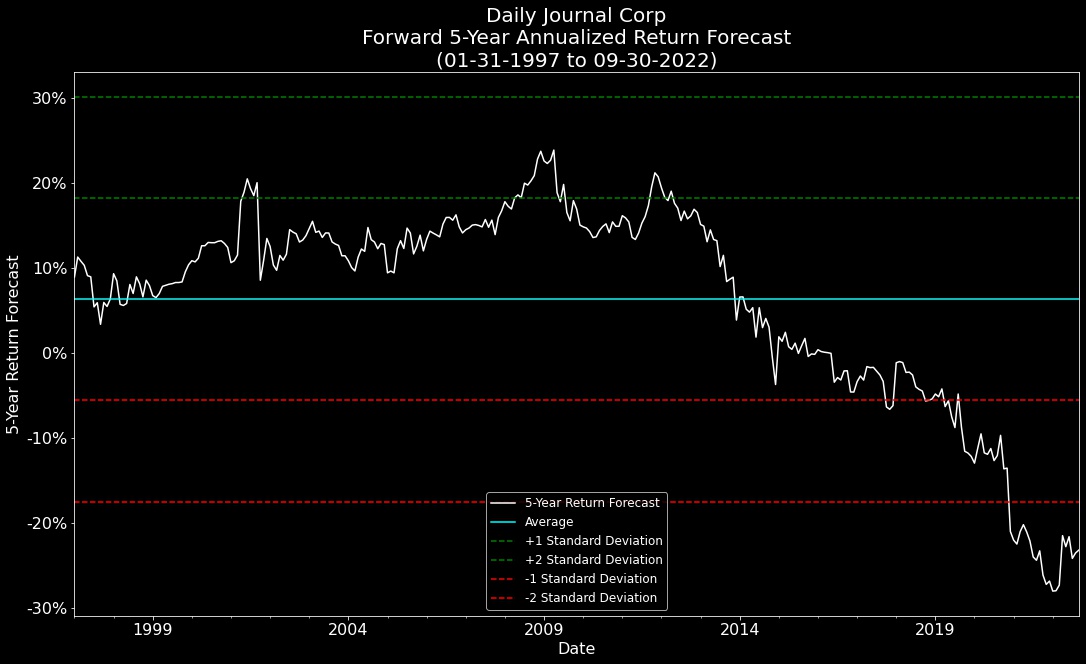 Daily Journal Corp
Forward 5-Year Annualized Return Forecast
(01-31-1997 to 09-30-2022)
30%
20%
10%
0%
-10%
-20%
-30%
5-Year Return Forecast
5-Year Return Forecast
Average
+1 Standard Deviation
+2 Standard Deviation
-1 Standard Deviation
-2 Standard Deviation
1999
2004
2009
2014
2019
Date